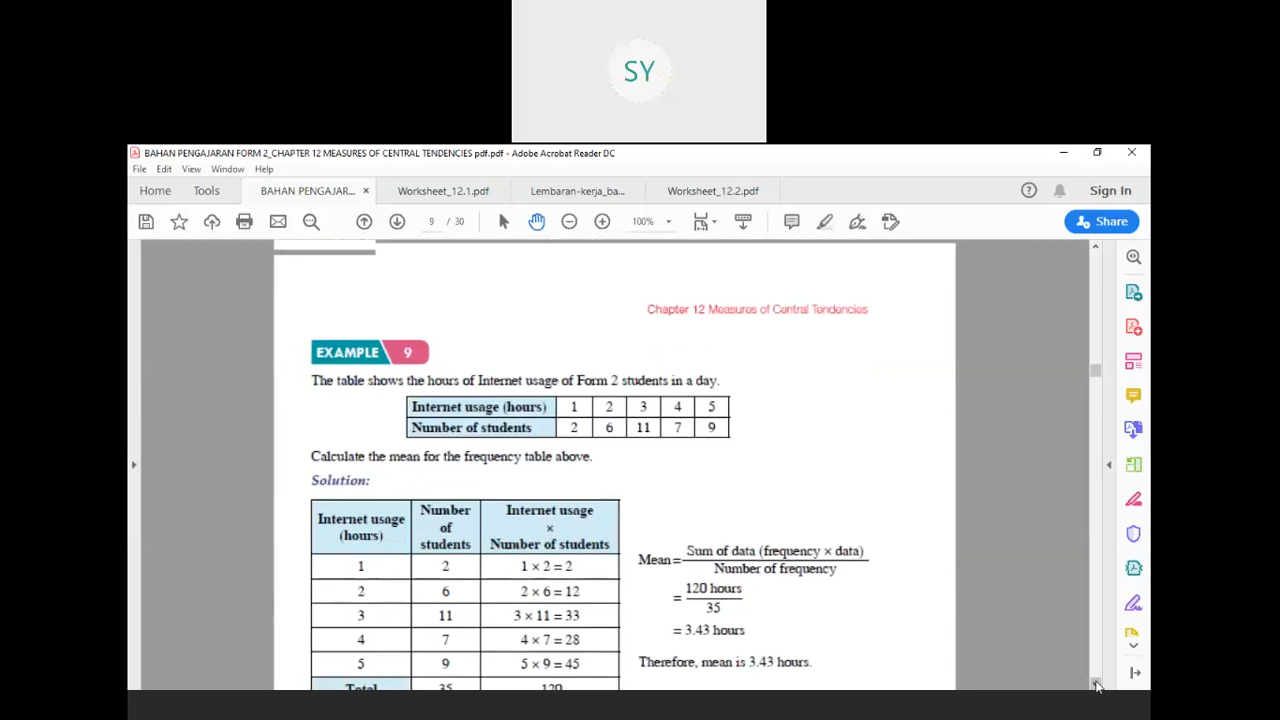 SY
BAHAN PENGAJARAN FORM 2_CHAPTER 12 MEASURES OF CENTRAL TENDENCIES pdf.pdf - Adobe Acrobat Reader DC
File Edit View Window Help
Home Tools BAHAN PENGAJAR... × Worksheet_12.1.pdf Lembaran-kerja_ba... Worksheet_12.2.pdf ? Sign In
9 / 30 100% Share
Chapter 12 Measures of Central Tendencies
EXAMPLE 9
The table shows the hours of Internet usage of Form 2 students in a day.
Internet usage (hours) 1 2 3 4 5
Number of students 2 6 11 7 9
Calculate the mean for the frequency table above.
Solution:
Internet usage (hours) Number of students Internet usage × Number of students
1 2 1 × 2 = 2
2 6 2 × 6 = 12
3 11 3 × 11 = 33
4 7 4 × 7 = 28
5 9 5 × 9 = 45
Total 35 120
Mean = Sum of data (frequency × data)
Number of frequency
= 120 hours
35
= 3.43 hours
Therefore, mean is 3.43 hours.